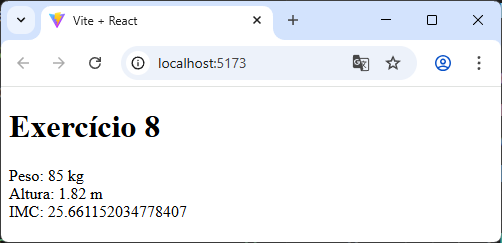 Vite + React
localhost:5173
Exercício 8
Peso: 85 kg
Altura: 1.82 m
IMC: 25.661152034778407